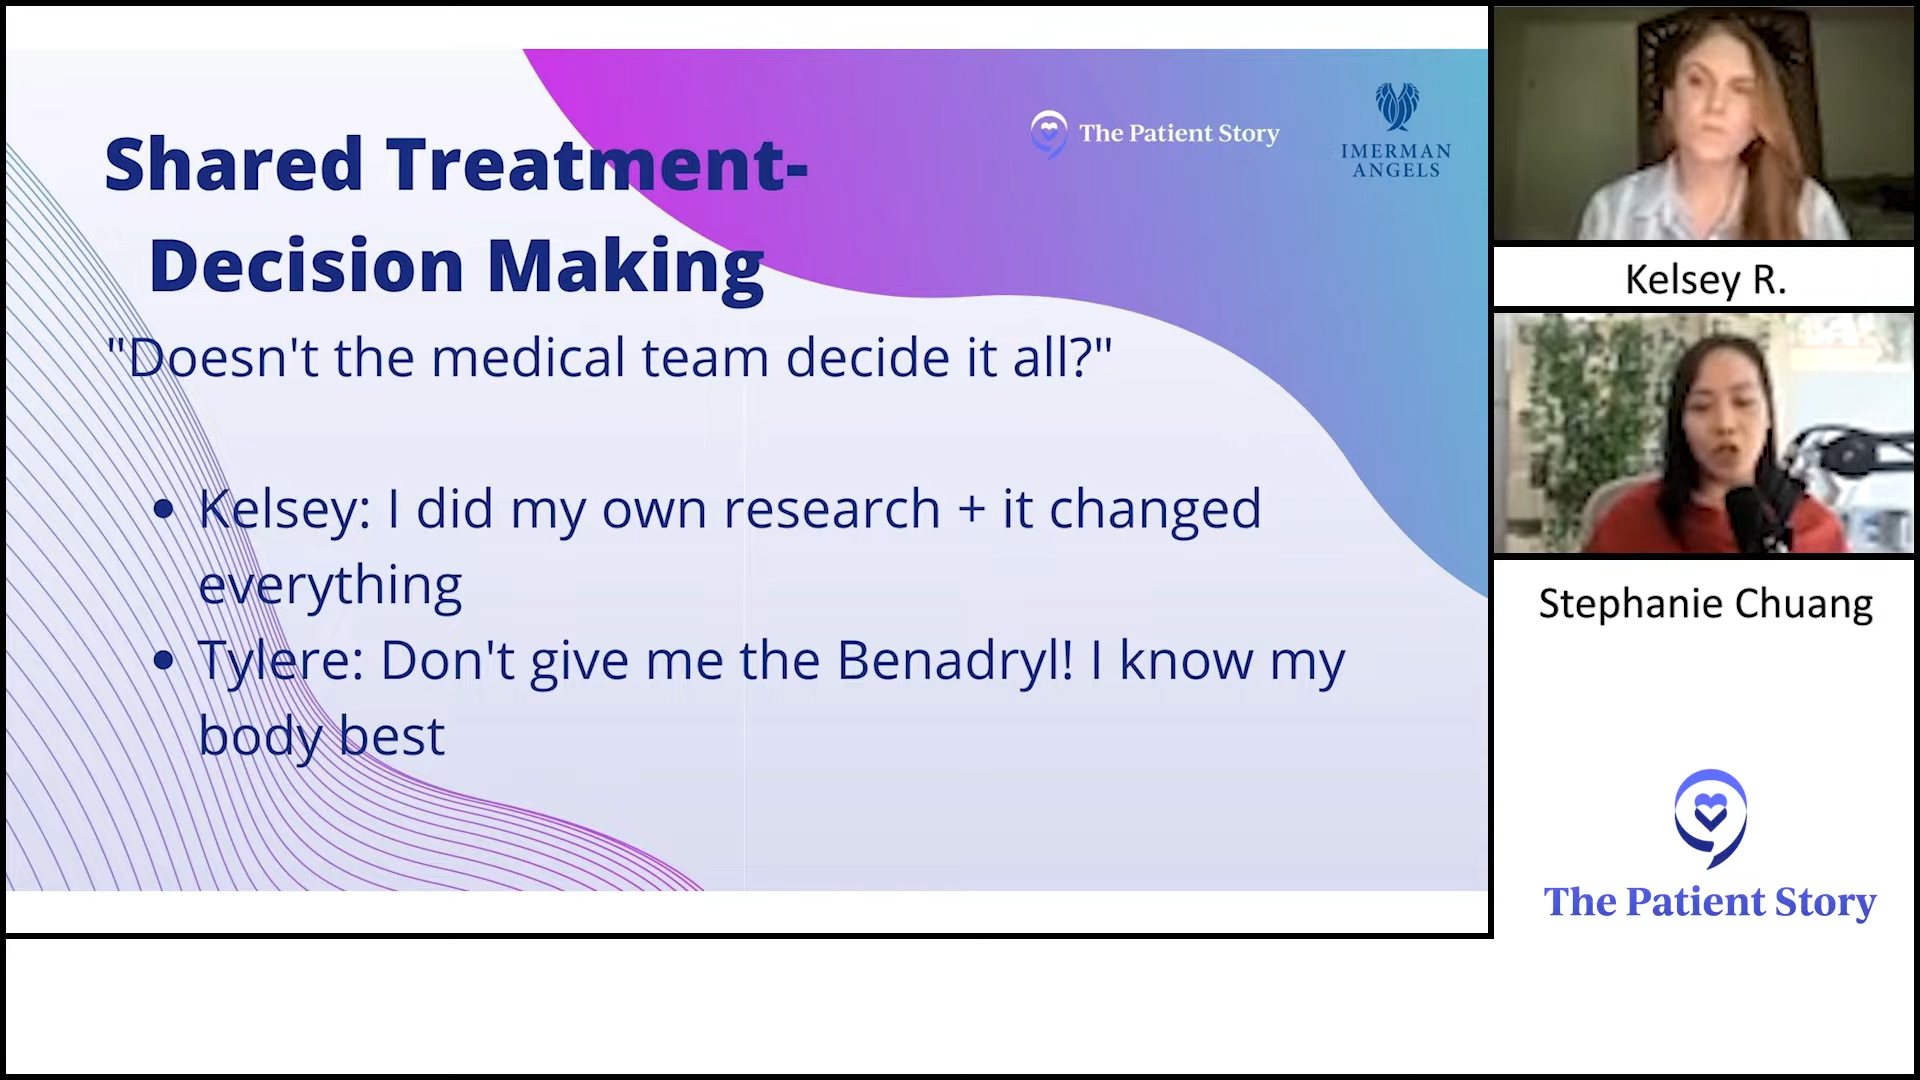 Shared Treatment-
Decision Making
The Patient Story
IMERMAN
ANGELS
"Doesn't the medical team decide it all?"
• Kelsey: I did my own research + it changed
everything
• Tylere: Don't give me the Benadryl! I know my
body best
Kelsey R.
Stephanie Chuang
The Patient Story